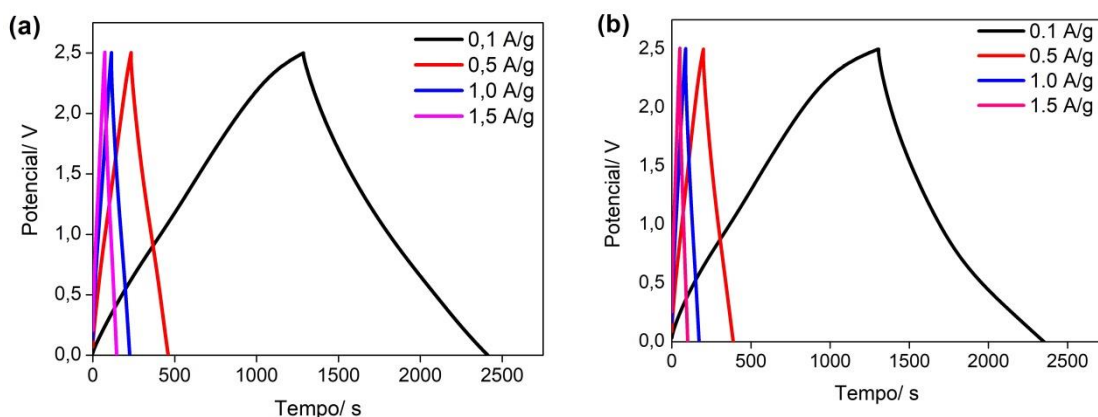 (a)
0,1 A/g
0,5 A/g
1,0 A/g
1,5 A/g
2,5
2,0
1,5
1,0
0,5
0,0
Potencial/ V
0
500
1000
1500
2000
2500
Tempo/ s
(b)
0.1 A/g
0.5 A/g
1.0 A/g
1.5 A/g
2,5
2,0
1,5
1,0
0,5
0,0
Potencial/ V
0
500
1000
1500
2000
2500
Tempo/ s